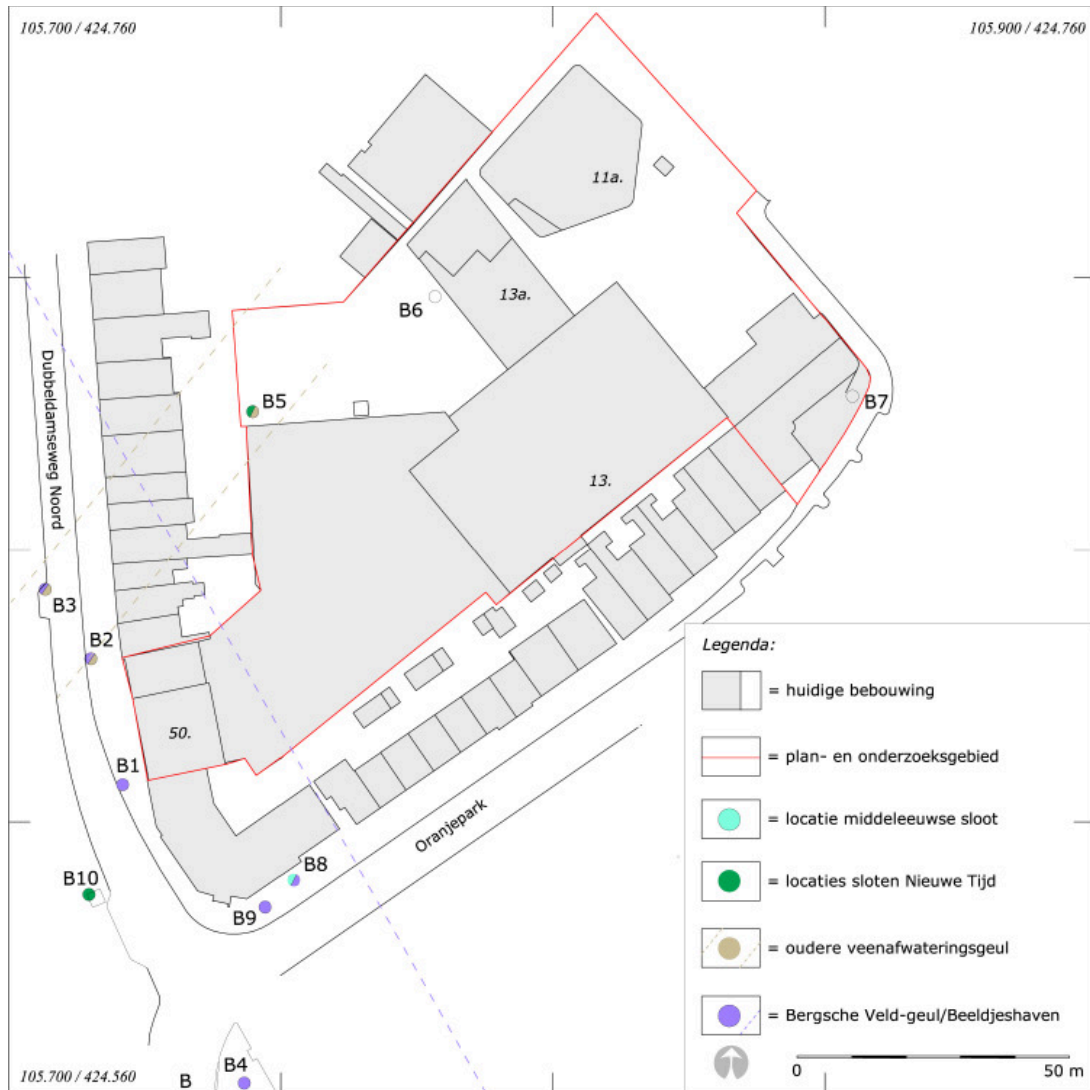 105.700 / 424.760
105.900 / 424.760
11a.
13a.
B6
B7
B5
Dubbeldamseweg Noord
13.
B3
B2
50.
B1
Oranjepark
B8
B10
B9
B4
B
105.700 / 424.560
Legenda:
= huidige bebouwing
= plan- en onderzoeksgebied
= locatie middeleeuwse sloot
= locaties sloten Nieuwe Tijd
= oudere veenafwateringsgeul
= Bergsche Veld-geul/Beeldjeshaven
0
50 m